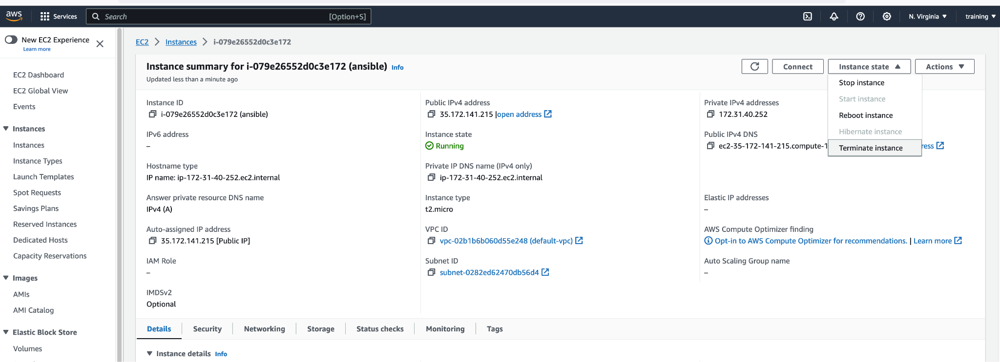 aws Services Search [Option+S] N. Virginia training
New EC2 Experience
Learn more
EC2 Dashboard
EC2 Global View
Events
Instances
Instances
Instance Types
Launch Templates
Spot Requests
Savings Plans
Reserved Instances
Dedicated Hosts
Capacity Reservations
Images
AMIs
AMI Catalog
Elastic Block Store
Volumes
EC2 Instances i-079e26552d0c3e172
Instance summary for i-079e26552d0c3e172 (ansible) Info
Updated less than a minute ago
Connect Instance state Actions
Stop instance
Start instance
Reboot instance
Hibernate instance
Terminate instance
Instance ID
i-079e26552d0c3e172 (ansible)
Public IPv4 address
35.172.141.215 |open address
Private IPv4 addresses
172.31.40.252
IPv6 address
–
Instance state
Running
Public IPv4 DNS
ec2-35-172-141-215.compute-1
Hostname type
IP name: ip-172-31-40-252.ec2.internal
Private IP DNS name (IPv4 only)
ip-172-31-40-252.ec2.internal
Answer private resource DNS name
IPv4 (A)
Instance type
t2.micro
Elastic IP addresses
–
Auto-assigned IP address
35.172.141.215 [Public IP]
VPC ID
vpc-02b1b6b060d55e248 (default-vpc)
AWS Compute Optimizer finding
Opt-in to AWS Compute Optimizer for recommendations. | Learn more
IAM Role
–
Subnet ID
subnet-0282ed62470db56d4
Auto Scaling Group name
–
IMDSv2
Optional
Details Security Networking Storage Status checks Monitoring Tags
Instance details Info